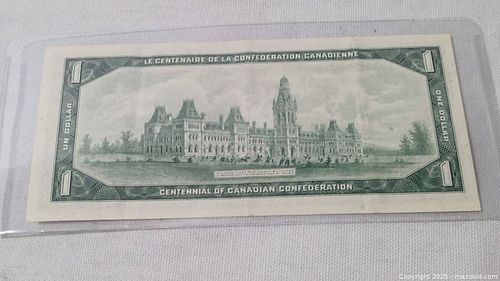 LE CENTENAIRE DE LA CONFEDERATION CANADIENNE
1
1
UN DOLLAR
ONE DOLLAR
1
1
CENTENNIAL OF CANADIAN CONFEDERATION
Copyright 2025 - maxsold.com